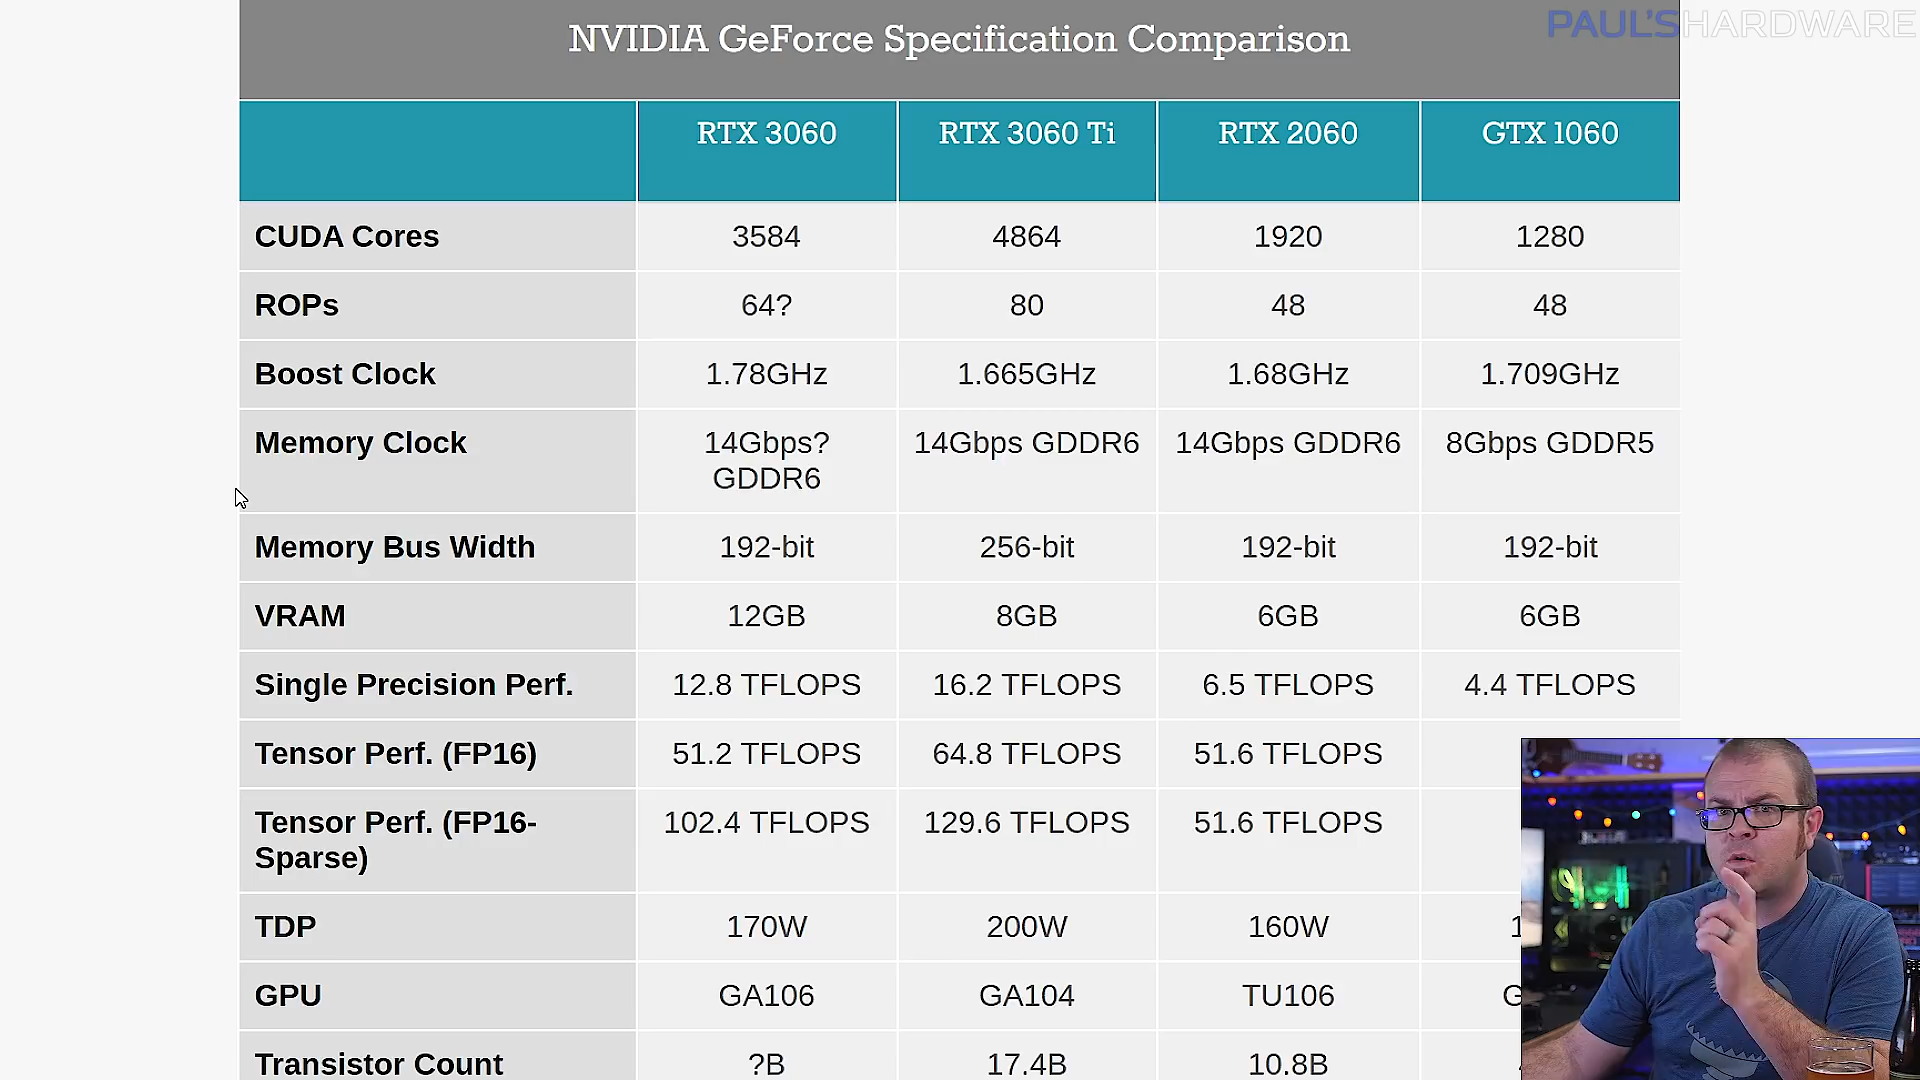 PAUL'SHARDWARE
NVIDIA GeForce Specification Comparison
RTX 3060 RTX 3060 Ti RTX 2060 GTX 1060
CUDA Cores 3584 4864 1920 1280
ROPs 64? 80 48 48
Boost Clock 1.78GHz 1.665GHz 1.68GHz 1.709GHz
Memory Clock 14Gbps? GDDR6 14Gbps GDDR6 14Gbps GDDR6 8Gbps GDDR5
Memory Bus Width 192-bit 256-bit 192-bit 192-bit
VRAM 12GB 8GB 6GB 6GB
Single Precision Perf. 12.8 TFLOPS 16.2 TFLOPS 6.5 TFLOPS 4.4 TFLOPS
Tensor Perf. (FP16) 51.2 TFLOPS 64.8 TFLOPS 51.6 TFLOPS
Tensor Perf. (FP16-
Sparse) 102.4 TFLOPS 129.6 TFLOPS 51.6 TFLOPS
TDP 170W 200W 160W
GPU GA106 GA104 TU106
Transistor Count ?B 17.4B 10.8B